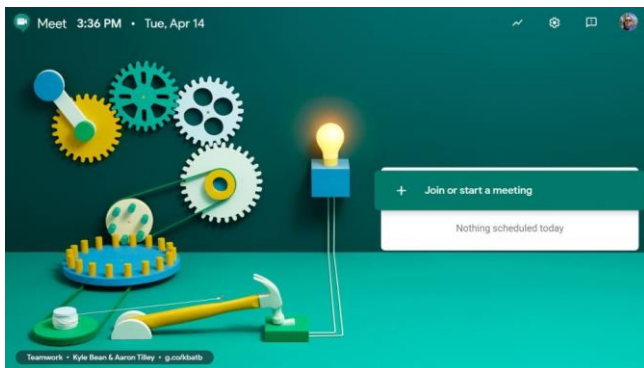 Meet 3:36 PM • Tue, Apr 14
+ Join or start a meeting
Nothing scheduled today
Teamwork • Kyle Bean & Aaron Tilley • g.co/kbatb